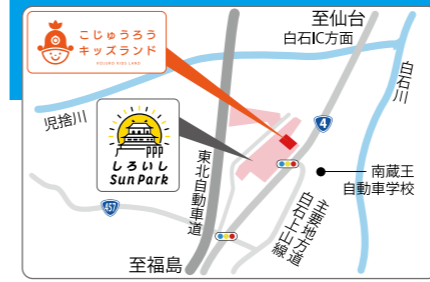 こじゅうろう
キッズランド
KOJURO KIDS LAND
至仙台
白石IC方面
白石川
児捨川
4
しろいし
Sun Park
東北自動車道
南蔵王
自動車学校
457
主要地方道
白石上山線
至福島